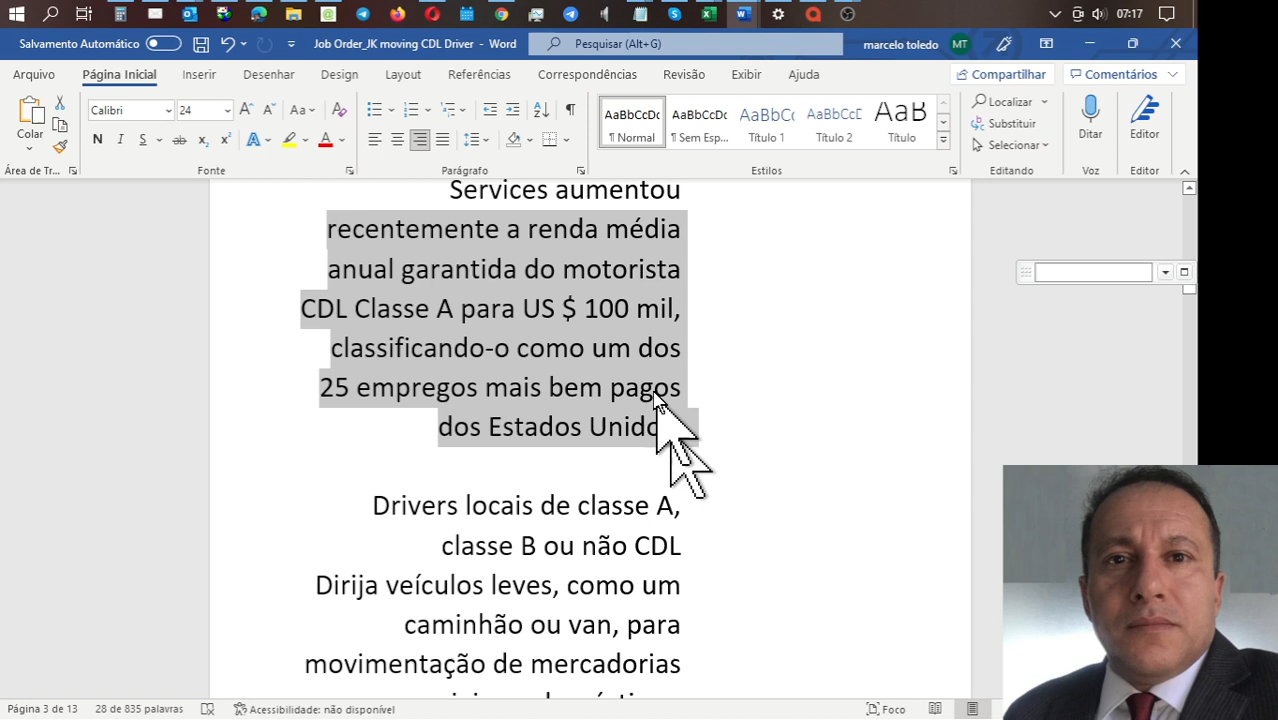 07:17
Salvamento Automático
Job Order_JK moving CDL Driver - Word
Pesquisar (Alt+G)
marcelo toledo
MT
Arquivo Página Inicial Inserir Desenhar Design Layout Referências Correspondências Revisão Exibir Ajuda
Compartilhar Comentários
Colar
Calibri 24
Aa
AaBbCcDc AaBbCcDc AaBbCc AaBbCcD AaB
¶ Normal ¶ Sem Esp... Título 1 Título 2 Título
Localizar
Substituir
Selecionar
Ditar
Editor
Área de Tr... Fonte Parágrafo Estilos Editando Voz Editor
Services aumentou
recentemente a renda média
anual garantida do motorista
CDL Classe A para US $ 100 mil,
classificando-o como um dos
25 empregos mais bem pagos
dos Estados Unido
Drivers locais de classe A,
classe B ou não CDL
Dirija veículos leves, como um
caminhão ou van, para
movimentação de mercadorias
Página 3 de 13 28 de 835 palavras Acessibilidade: não disponível Foco